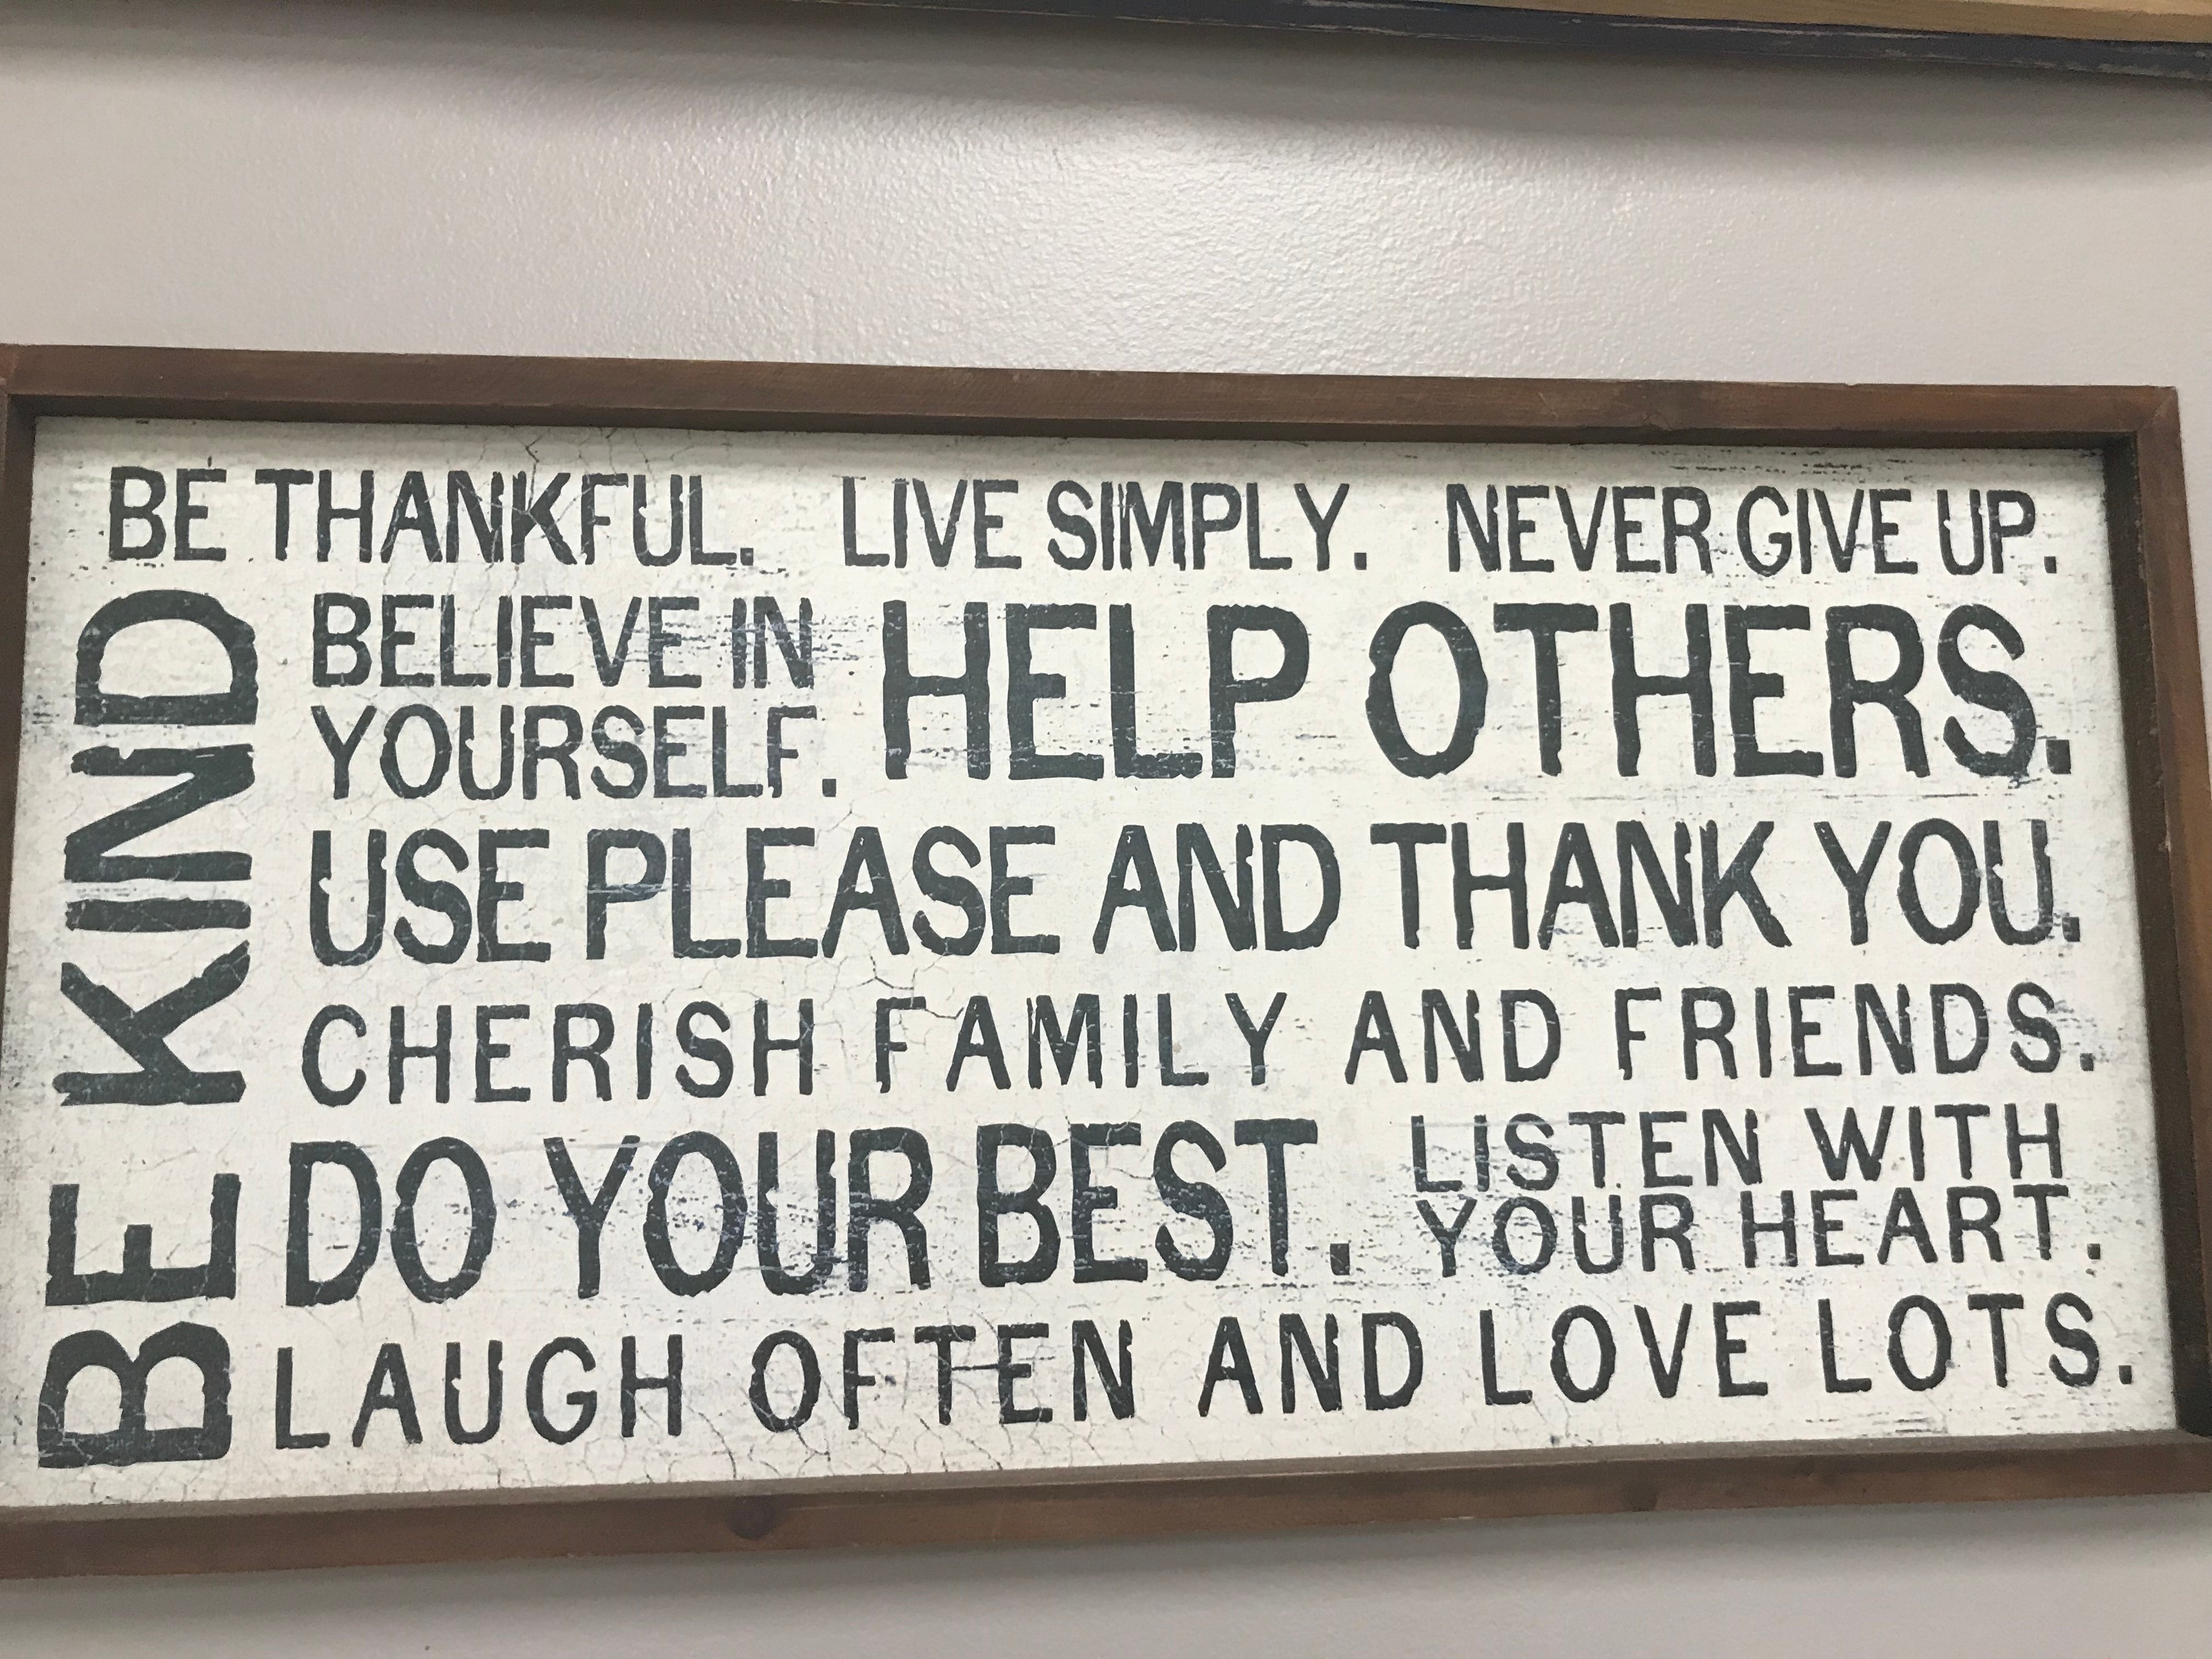 BE THANKFUL. LIVE SIMPLY. NEVER GIVE UP.
BE KIND
BELIEVE IN
YOURSELF.
HELP OTHERS.
USE PLEASE AND THANK YOU.
CHERISH FAMILY AND FRIENDS.
DO YOUR BEST.
LISTEN WITH
YOUR HEART.
LAUGH OFTEN AND LOVE LOTS.